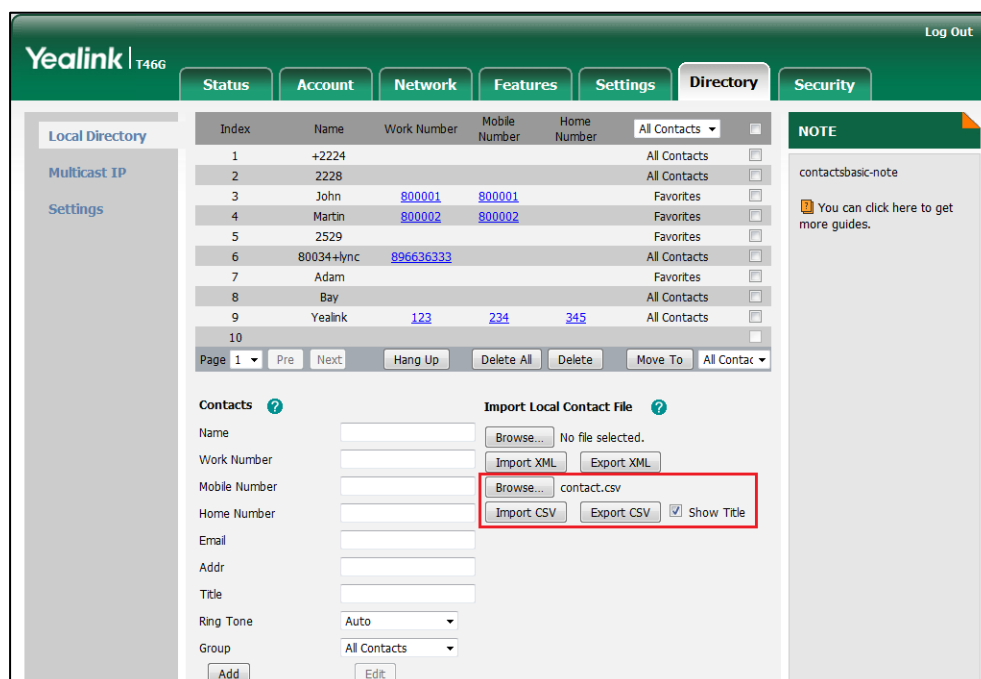 Log Out
Yealink T46G
Status Account Network Features Settings Directory Security
Local Directory
Multicast IP
Settings
Index Name Work Number Mobile Number Home Number All Contacts
1 +2224 All Contacts
2 2228 All Contacts
3 John 800001 800001 Favorites
4 Martin 800002 800002 Favorites
5 2529 Favorites
6 80034+lync 896636333 All Contacts
7 Adam Favorites
8 Bay All Contacts
9 Yealink 123 234 345 All Contacts
10
Page 1 Pre Next Hang Up Delete All Delete Move To All Contac
Contacts ?
Name
Work Number
Mobile Number
Home Number
Email
Addr
Title
Ring Tone Auto
Group All Contacts
Add Edit
Import Local Contact File ?
Browse... No file selected.
Import XML Export XML
Browse... contact.csv
Import CSV Export CSV Show Title
NOTE
contactsbasic-note
? You can click here to get
more guides.